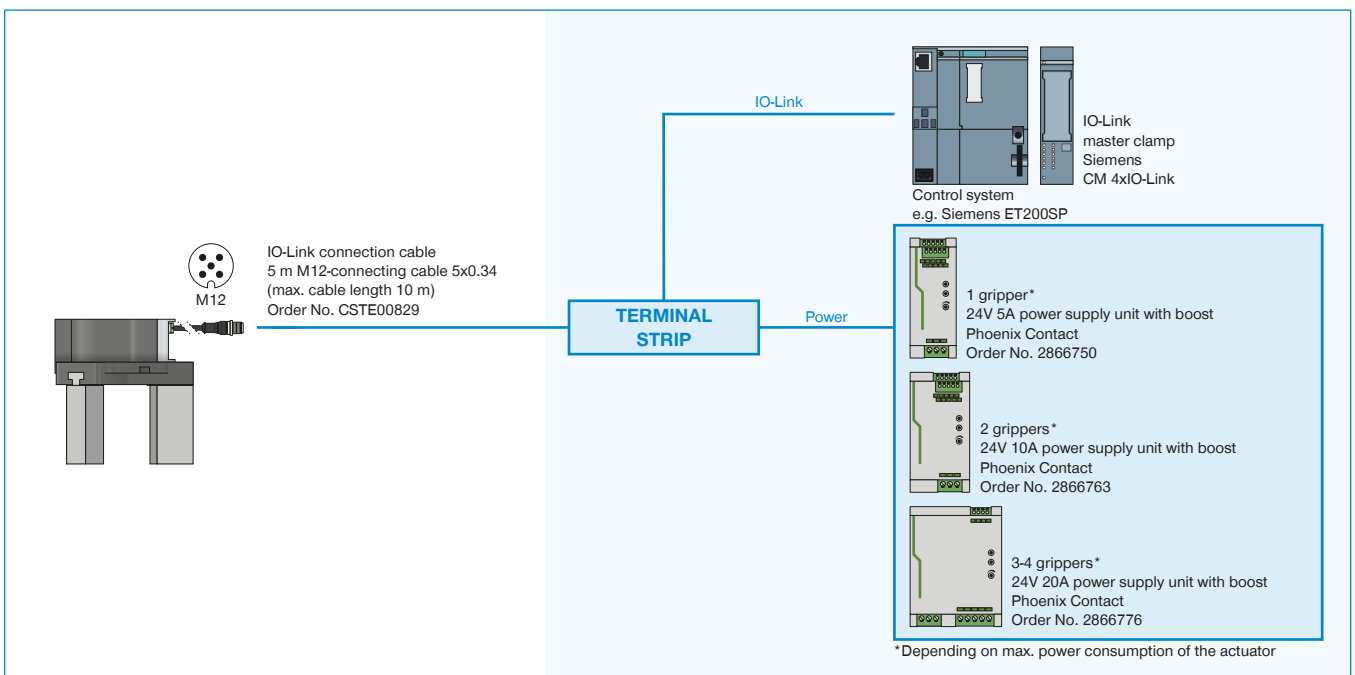 IO-Link
IO-Link
master clamp
Siemens
CM 4xIO-Link
Control system
e.g. Siemens ET200SP
M12
IO-Link connection cable
5 m M12-connecting cable 5x0.34
(max. cable length 10 m)
Order No. CSTE00829
TERMINAL
STRIP
Power
1 gripper*
24V 5A power supply unit with boost
Phoenix Contact
Order No. 2866750
2 grippers*
24V 10A power supply unit with boost
Phoenix Contact
Order No. 2866763
3-4 grippers*
24V 20A power supply unit with boost
Phoenix Contact
Order No. 2866776
*Depending on max. power consumption of the actuator